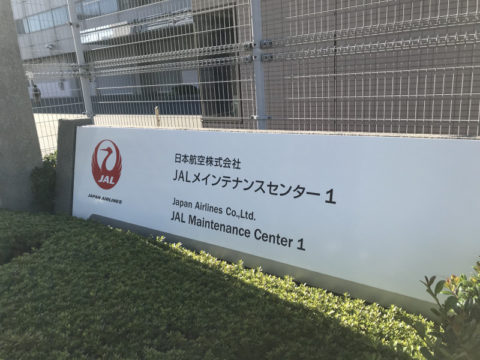 JAL
JAPAN AIRLINES
日本航空株式会社
JALメインテナンスセンター1
Japan Airlines Co.,Ltd.
JAL Maintenance Center 1